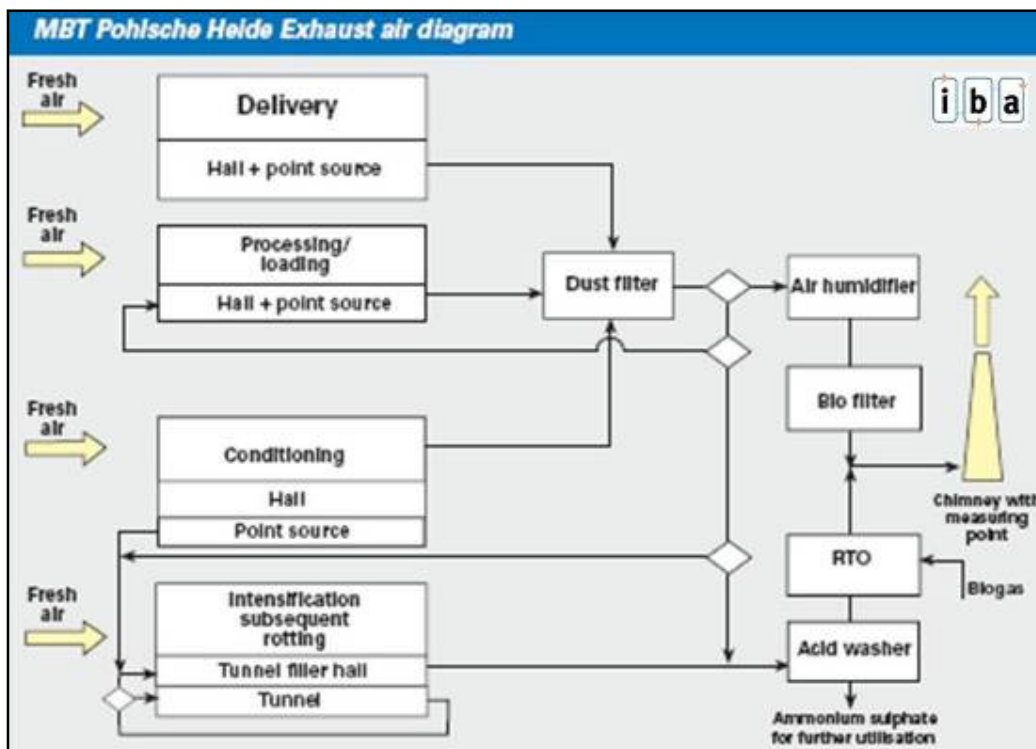 MBT Pohlsche Heide Exhaust air diagram
iba
Fresh
air
Delivery
Hall + point source
Fresh
air
Processing/
loading
Hall + point source
Dust filter
Air humidifier
Bio filter
Fresh
air
Conditioning
Hall
Point source
Chimney with
measuring
point
RTO
Biogas
Fresh
air
Intensification
subsequent
rotting
Tunnel filler hall
Tunnel
Acid washer
Ammonium sulphate
for further utilisation